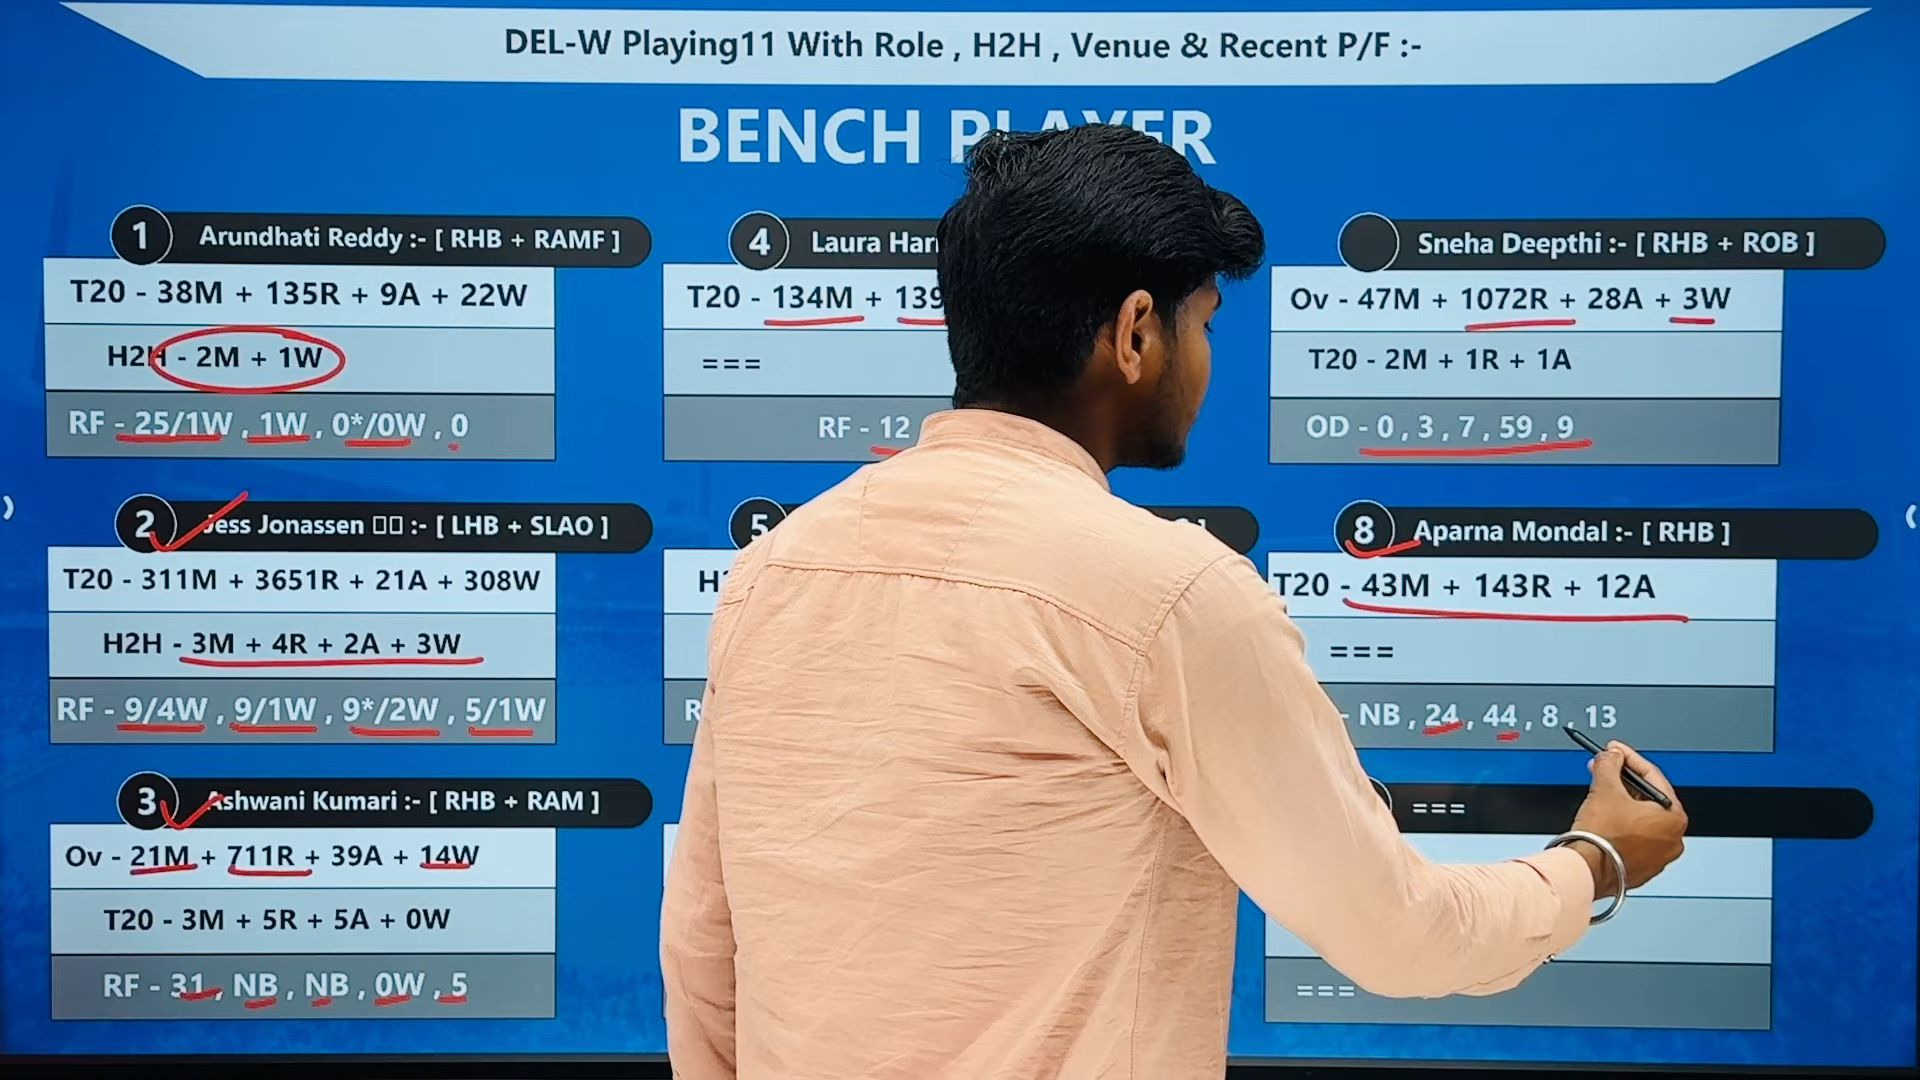 DEL-W Playing11 With Role , H2H , Venue & Recent P/F :-
BENCH PLAYER
1 Arundhati Reddy :- [ RHB + RAMF ]
T20 - 38M + 135R + 9A + 22W
H2H - 2M + 1W
RF - 25/1W , 1W , 0*/0W , 0
2 Jess Jonassen :- [ LHB + SLAO ]
T20 - 311M + 3651R + 21A + 308W
H2H - 3M + 4R + 2A + 3W
RF - 9/4W , 9/1W , 9*/2W , 5/1W
3 Ashwani Kumari :- [ RHB + RAM ]
Ov - 21M + 711R + 39A + 14W
T20 - 3M + 5R + 5A + 0W
RF - 31 , NB , NB , 0W , 5
4 Laura
T20 - 134M +
===
RF - 12
5
Sneha Deepthi :- [ RHB + ROB ]
Ov - 47M + 1072R + 28A + 3W
T20 - 2M + 1R + 1A
OD - 0 , 3 , 7 , 59 , 9
8 Aparna Mondal :- [ RHB ]
T20 - 43M + 143R + 12A
===
- NB , 24 , 44 , 8 , 13
===
===